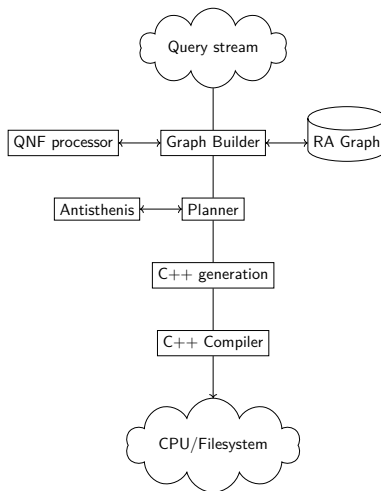 Query stream
QNF processor
Graph Builder
RA Graph
Antisthenis
Planner
C++ generation
C++ Compiler
CPU/Filesystem